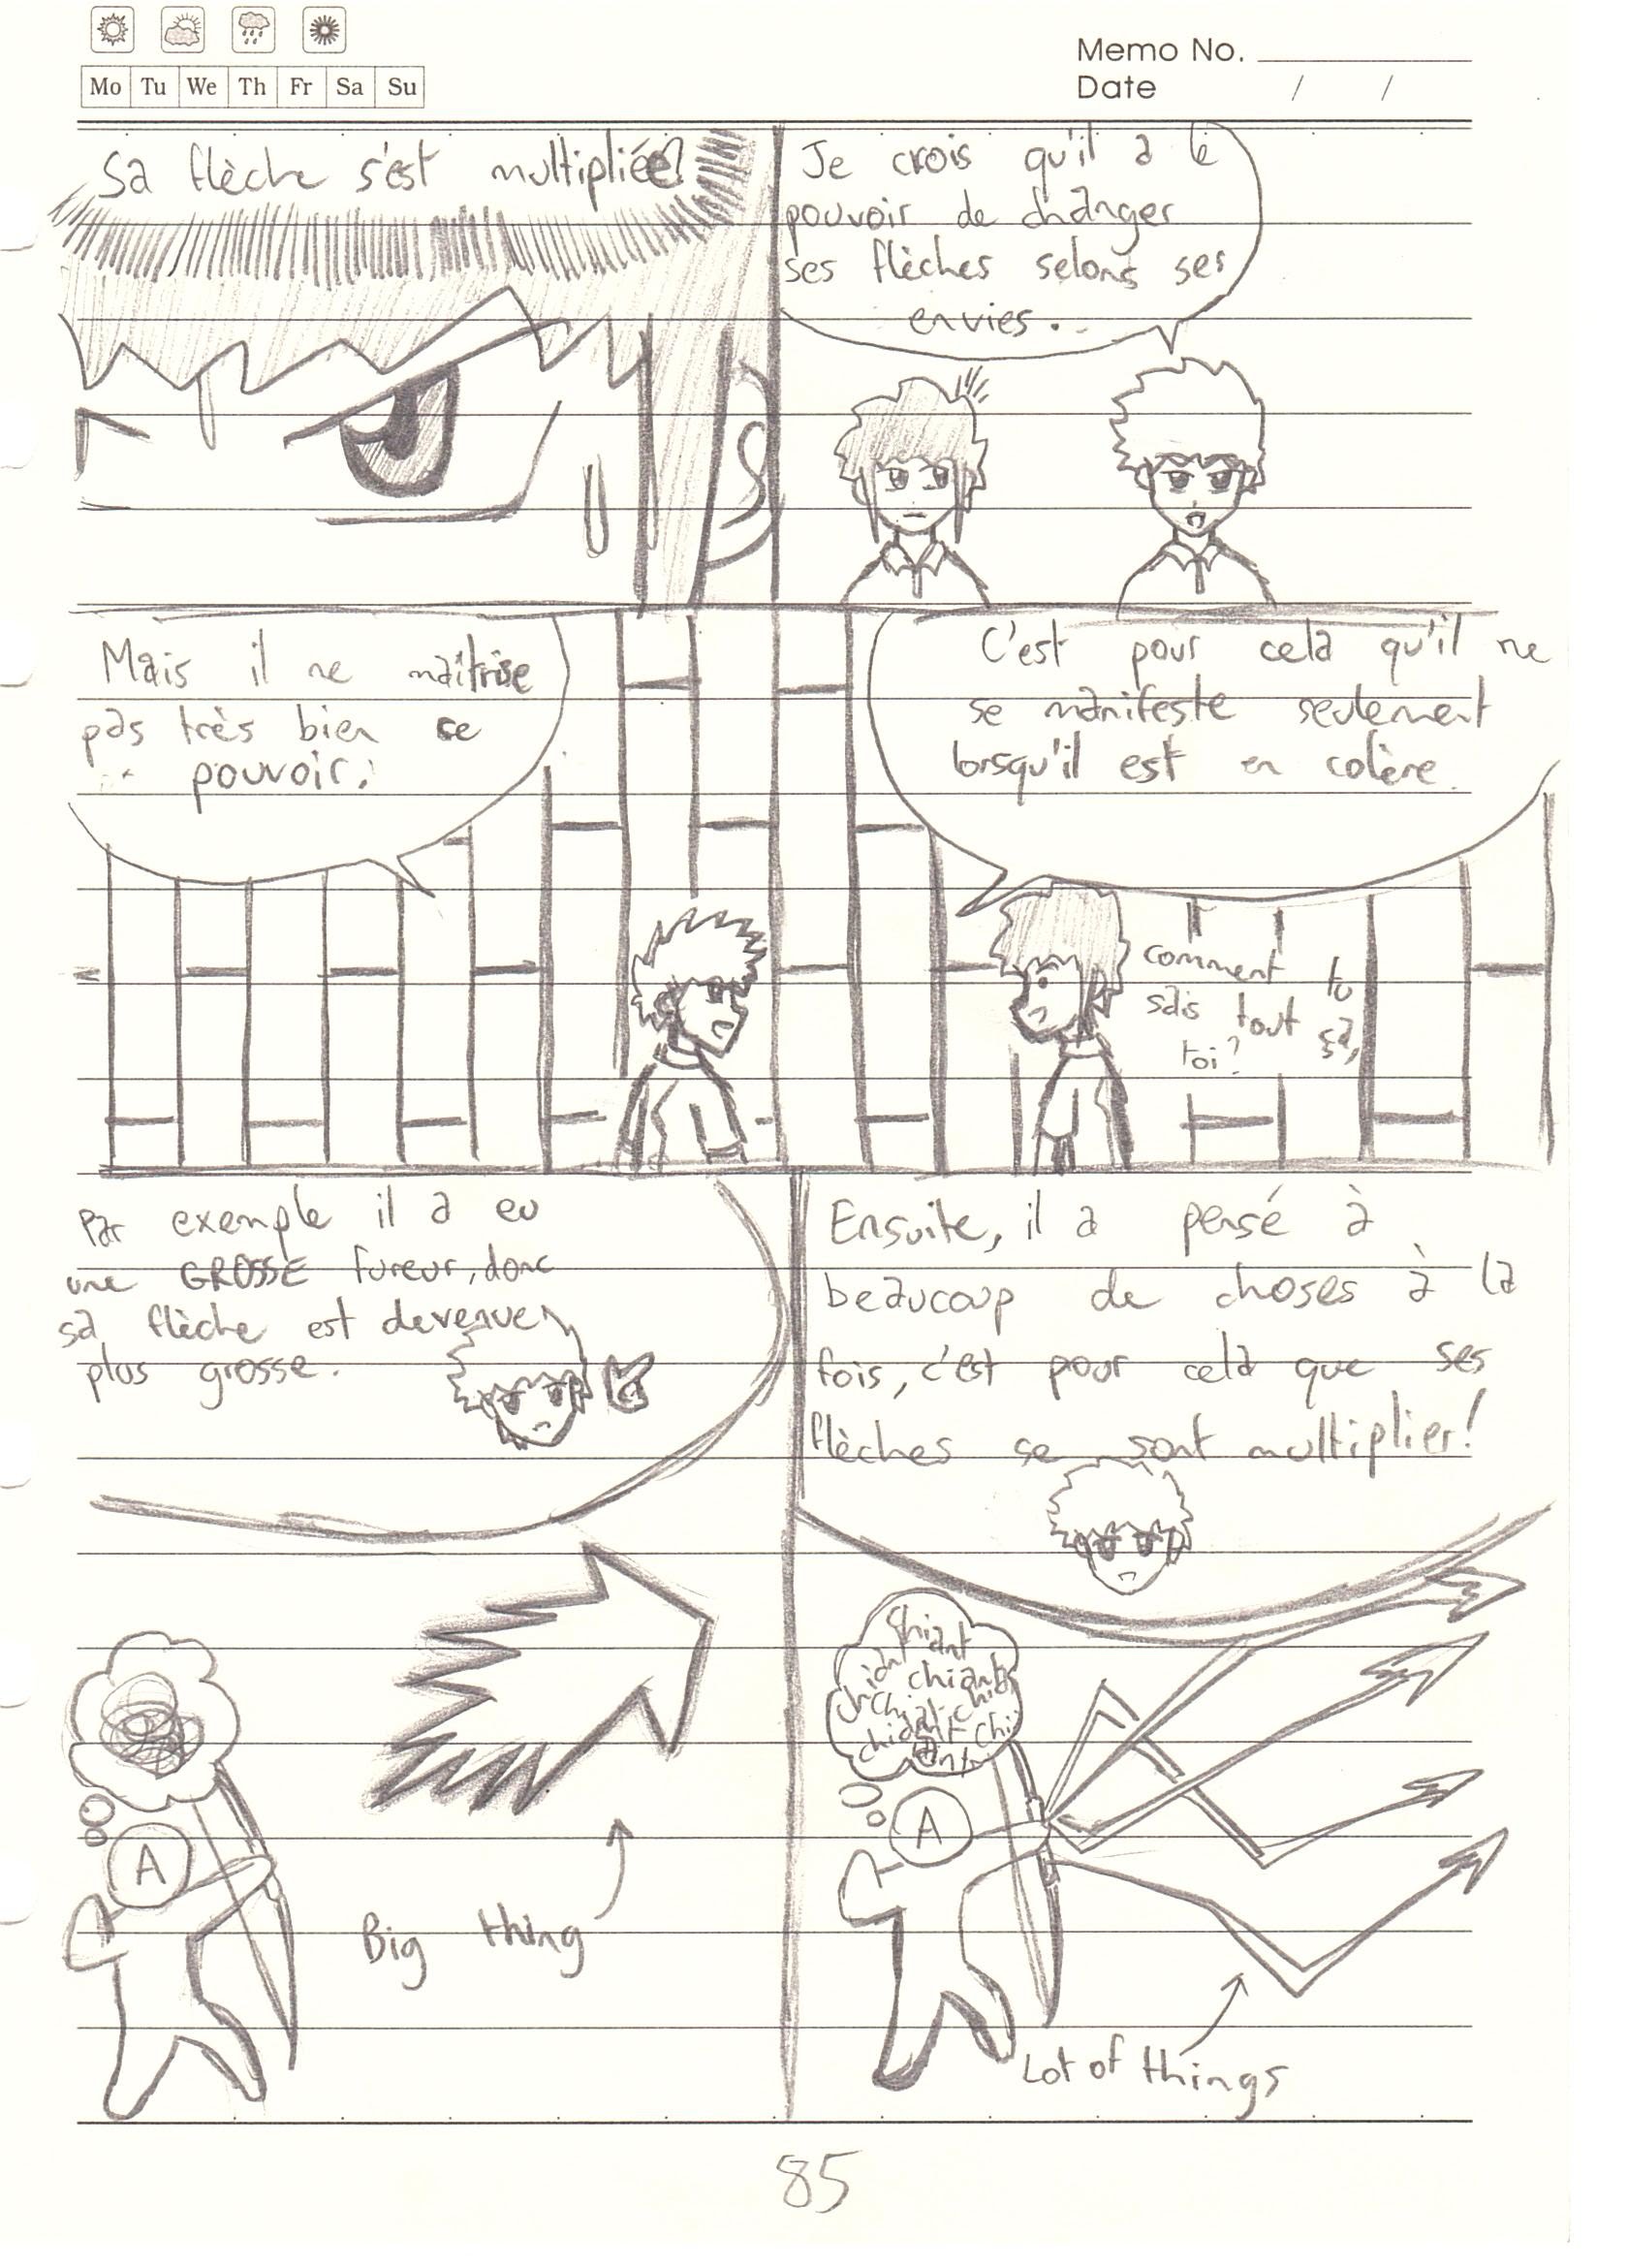 Memo No.
Date / /
Mo Tu We Th Fr Sa Su
Sa flèche s'est multipliée?
Je crois qu'il a le
pouvoir de changer
ses flèches selons ses
envies.
Mais il ne maîtrise
pas très bien ce
pouvoir.
C'est pour cela qu'il ne
se manifeste seulement
lorsqu'il est en colère.
comment tu
sais tout ça,
toi?
Par exemple il a eu
une GROSSE fureur, donc
sa flèche est devenue
plus grosse.
Ensuite, il a pensé à
beaucoup de choses à la
fois, c'est pour cela que ses
flèches se sont multiplier!
A
Big thing
chiant
chiant
chiant
A
Lot of things
85